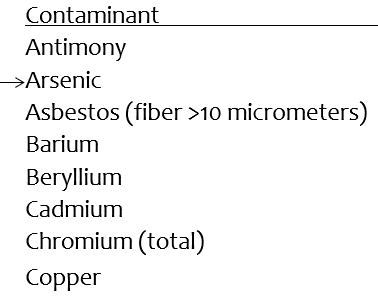 Contaminant
Antimony
Arsenic
Asbestos (fiber >10 micrometers)
Barium
Beryllium
Cadmium
Chromium (total)
Copper